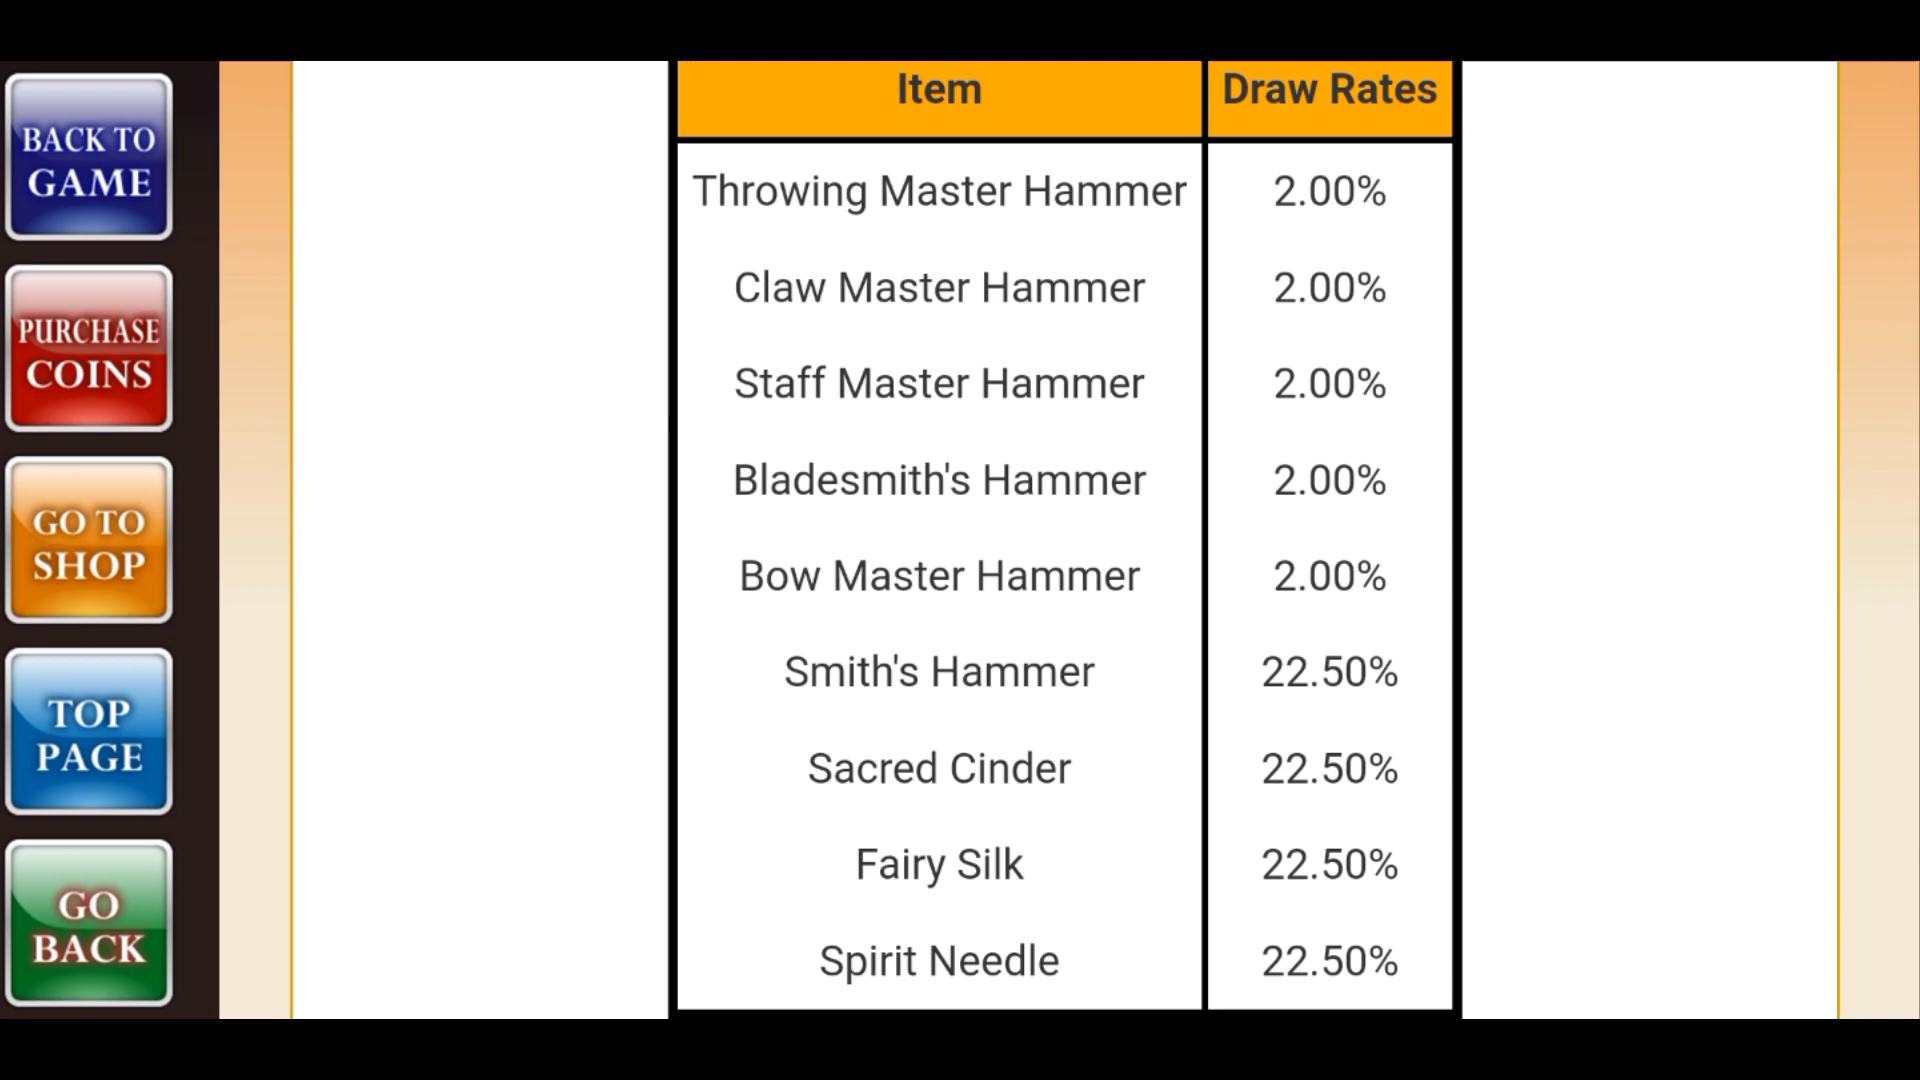 BACK TO
GAME
PURCHASE
COINS
GO TO
SHOP
TOP
PAGE
GO
BACK
Item Draw Rates
Throwing Master Hammer 2.00%
Claw Master Hammer 2.00%
Staff Master Hammer 2.00%
Bladesmith's Hammer 2.00%
Bow Master Hammer 2.00%
Smith's Hammer 22.50%
Sacred Cinder 22.50%
Fairy Silk 22.50%
Spirit Needle 22.50%